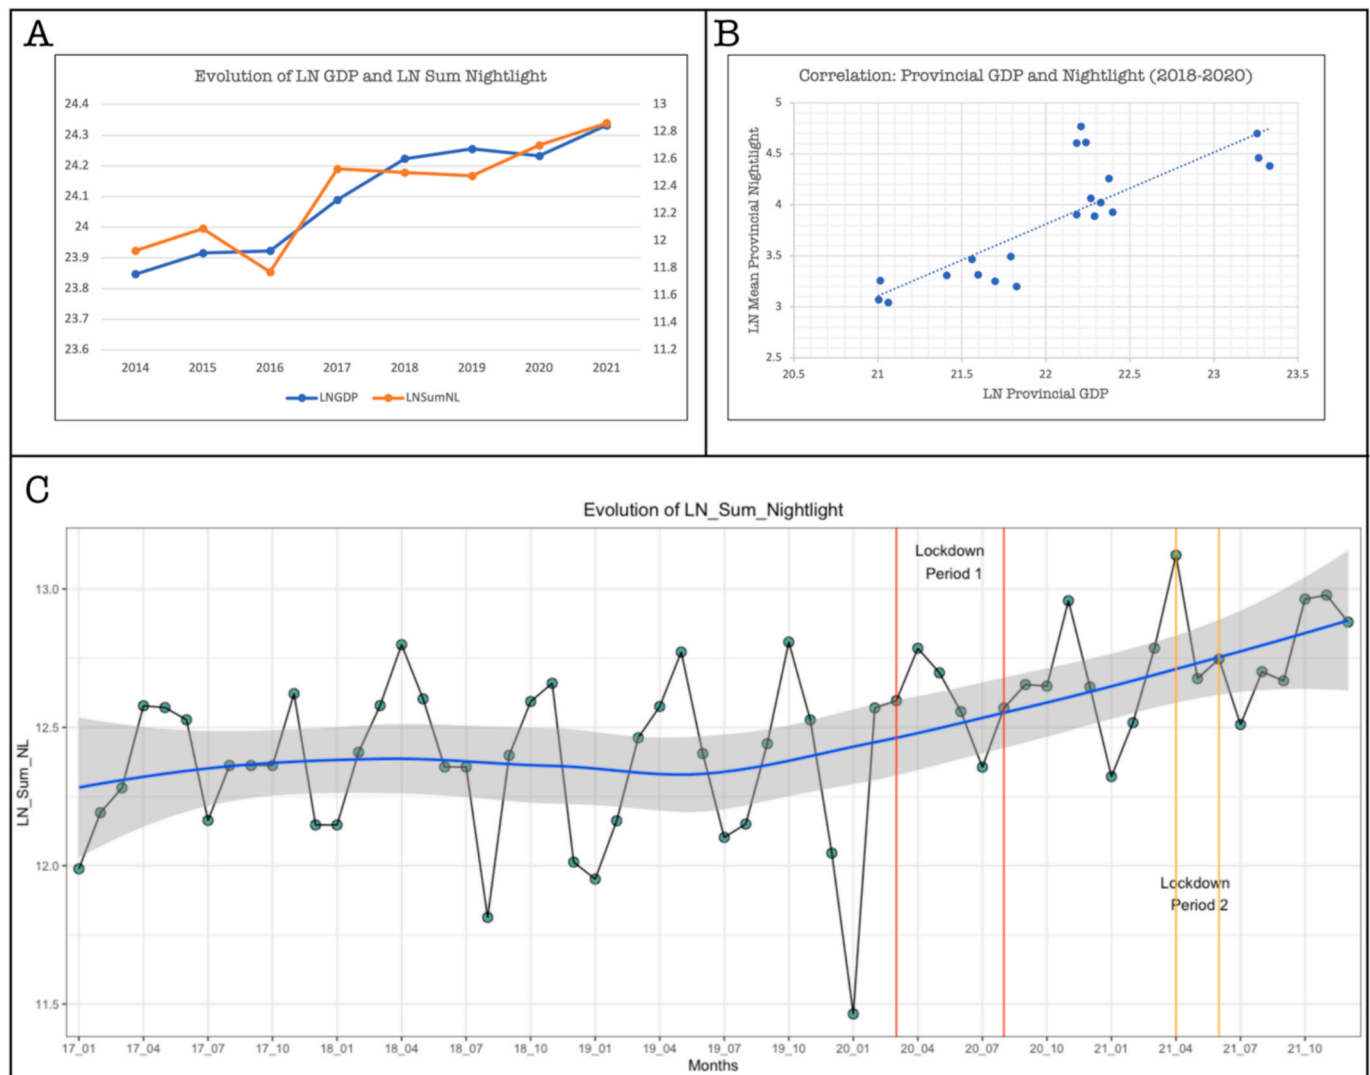 A
Evolution of LN GDP and LN Sum Nightlight
24.4
24.3
24.2
24.1
24
23.9
23.8
23.7
23.6
13
12.8
12.6
12.4
12.2
12
11.8
11.6
11.4
11.2
2014 2015 2016 2017 2018 2019 2020 2021
LNGDP LNSumNL
B
Correlation: Provincial GDP and Nightlight (2018-2020)
LN Mean Provincial Nightlight
5
4.5
4
3.5
3
2.5
20.5 21 21.5 22 22.5 23 23.5
LN Provincial GDP
C
Evolution of LN_Sum_Nightlight
LN_Sum_NL
13.0
12.5
12.0
11.5
Lockdown
Period 1
Lockdown
Period 2
17_01 17_04 17_07 17_10 18_01 18_04 18_07 18_10 19_01 19_04 19_07 19_10 20_01 20_04 20_07 20_10 21_01 21_04 21_07 21_10
Months